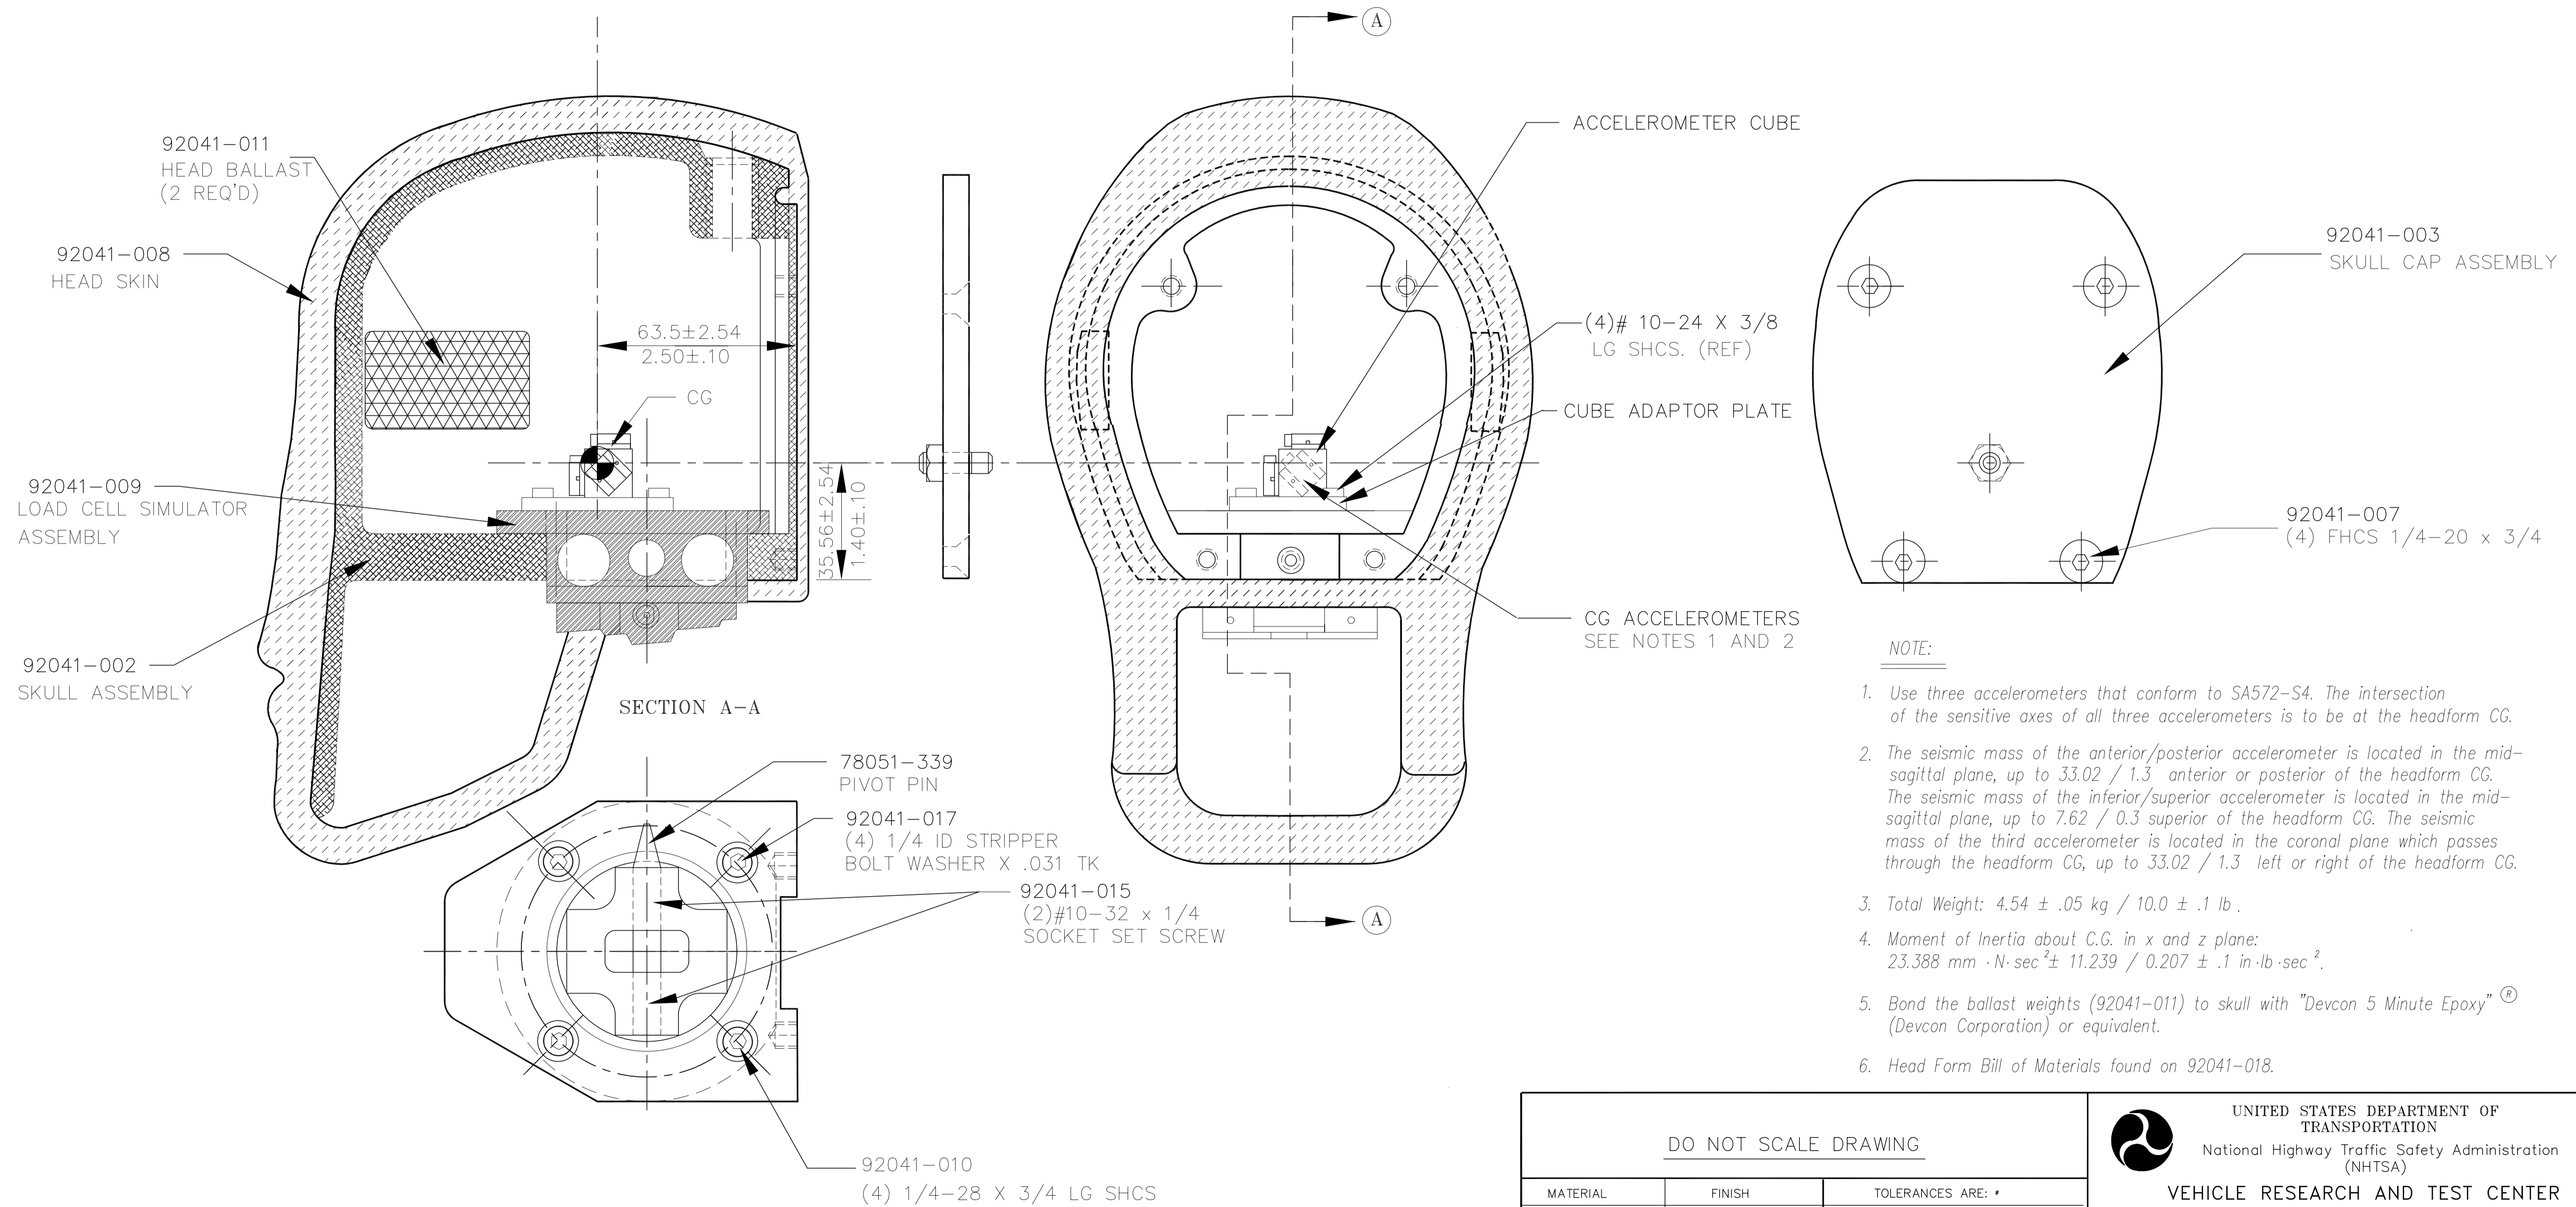 A
92041-011
HEAD BALLAST
(2 REQ'D)
92041-008
HEAD SKIN
63.5±2.54
2.50±.10
CG
92041-009
LOAD CELL SIMULATOR
ASSEMBLY
35.56±2.54
1.40±.10
92041-002
SKULL ASSEMBLY
SECTION A-A
ACCELEROMETER CUBE
(4)# 10-24 X 3/8
LG SHCS. (REF)
CUBE ADAPTOR PLATE
CG ACCELEROMETERS
SEE NOTES 1 AND 2
A
92041-003
SKULL CAP ASSEMBLY
92041-007
(4) FHCS 1/4-20 x 3/4
78051-339
PIVOT PIN
92041-017
(4) 1/4 ID STRIPPER
BOLT WASHER X .031 TK
92041-015
(2)#10-32 x 1/4
SOCKET SET SCREW
92041-010
(4) 1/4-28 X 3/4 LG SHCS
NOTE:
1. Use three accelerometers that conform to SA572-S4. The intersection
of the sensitive axes of all three accelerometers is to be at the headform CG.
2. The seismic mass of the anterior/posterior accelerometer is located in the mid-
sagittal plane, up to 33.02 / 1.3 anterior or posterior of the headform CG.
The seismic mass of the inferior/superior accelerometer is located in the mid-
sagittal plane, up to 7.62 / 0.3 superior of the headform CG. The seismic
mass of the third accelerometer is located in the coronal plane which passes
through the headform CG, up to 33.02 / 1.3 left or right of the headform CG.
3. Total Weight: 4.54 ± .05 kg / 10.0 ± .1 lb.
4. Moment of Inertia about C.G. in x and z plane:
23.388 mm·N·sec²± 11.239 / 0.207 ± .1 in·lb·sec².
5. Bond the ballast weights (92041-011) to skull with "Devcon 5 Minute Epoxy" ®
(Devcon Corporation) or equivalent.
6. Head Form Bill of Materials found on 92041-018.
DO NOT SCALE DRAWING
MATERIAL FINISH TOLERANCES ARE: *
UNITED STATES DEPARTMENT OF
TRANSPORTATION
National Highway Traffic Safety Administration
(NHTSA)
VEHICLE RESEARCH AND TEST CENTER